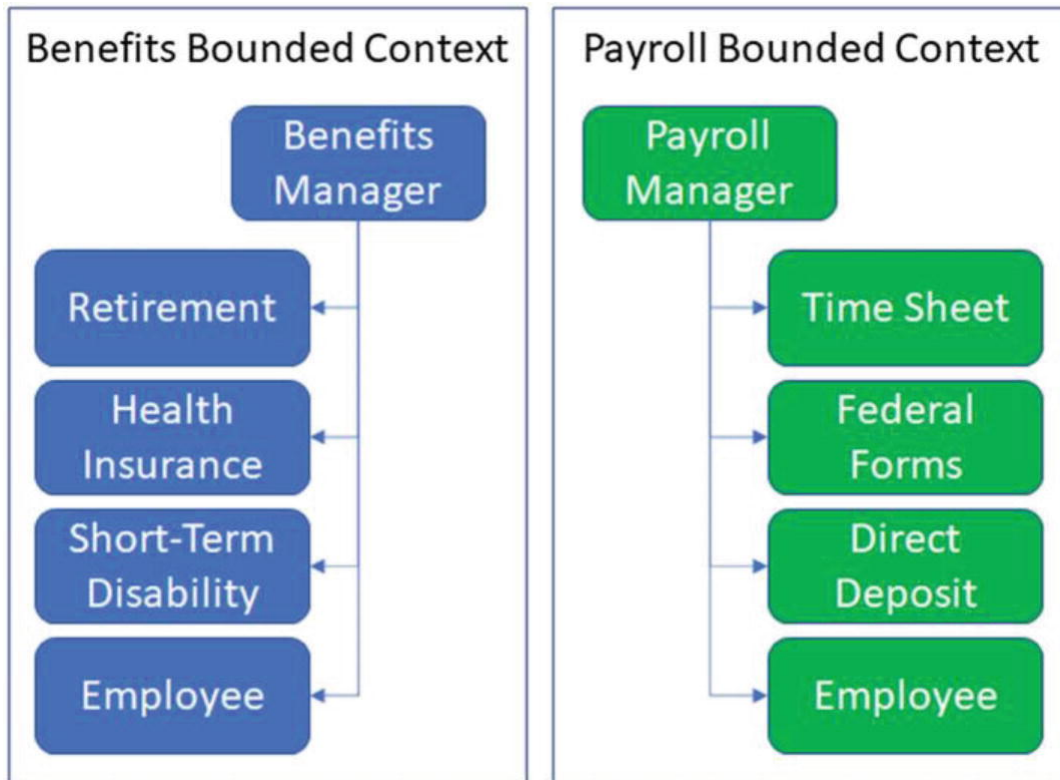 Benefits Bounded Context
Benefits
Manager
Retirement
Health
Insurance
Short-Term
Disability
Employee
Payroll Bounded Context
Payroll
Manager
Time Sheet
Federal
Forms
Direct
Deposit
Employee